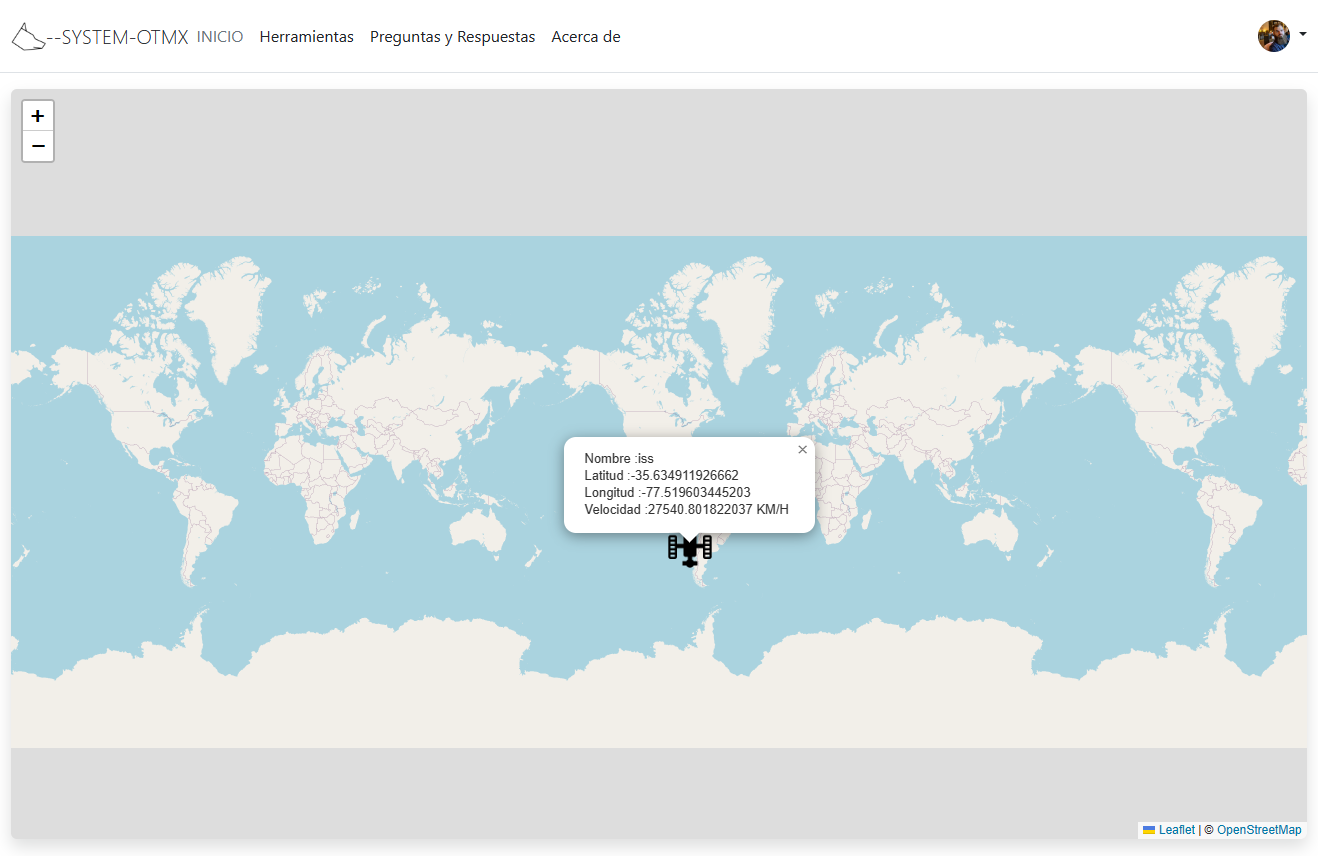 --SYSTEM-OTMX INICIO Herramientas Preguntas y Respuestas Acerca de
+
−
Nombre :iss
×
Latitud :-35.634911926662
Longitud :-77.519603445203
Velocidad :27540.801822037 KM/H
Leaflet | © OpenStreetMap